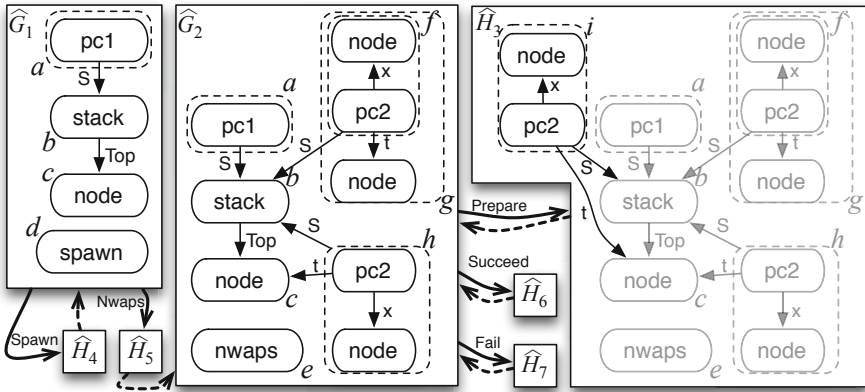 Ĝ1
pc1
a
S
stack
b
Top
c
node
d
spawn
Spawn
Nwaps
Ĥ4
Ĥ5
Ĝ2
f
node
x
a
pc1
pc2
S
S
t
b
stack
node
g
S
Top
h
node
t
pc2
c
x
nwaps
e
node
Prepare
Succeed
Ĥ6
Fail
Ĥ7
Ĥ3
i
node
x
pc2
S
t
f
node
x
a
pc1
pc2
S
S
t
b
stack
node
g
S
Top
h
node
t
pc2
c
x
nwaps
e
node